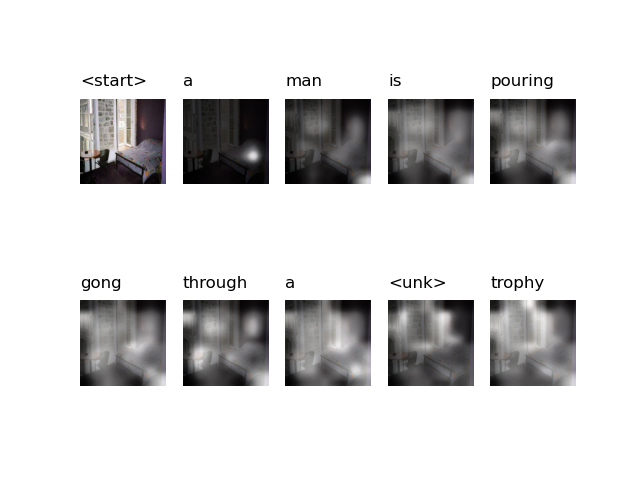 <start> a man is pouring
gong through a <unk> trophy